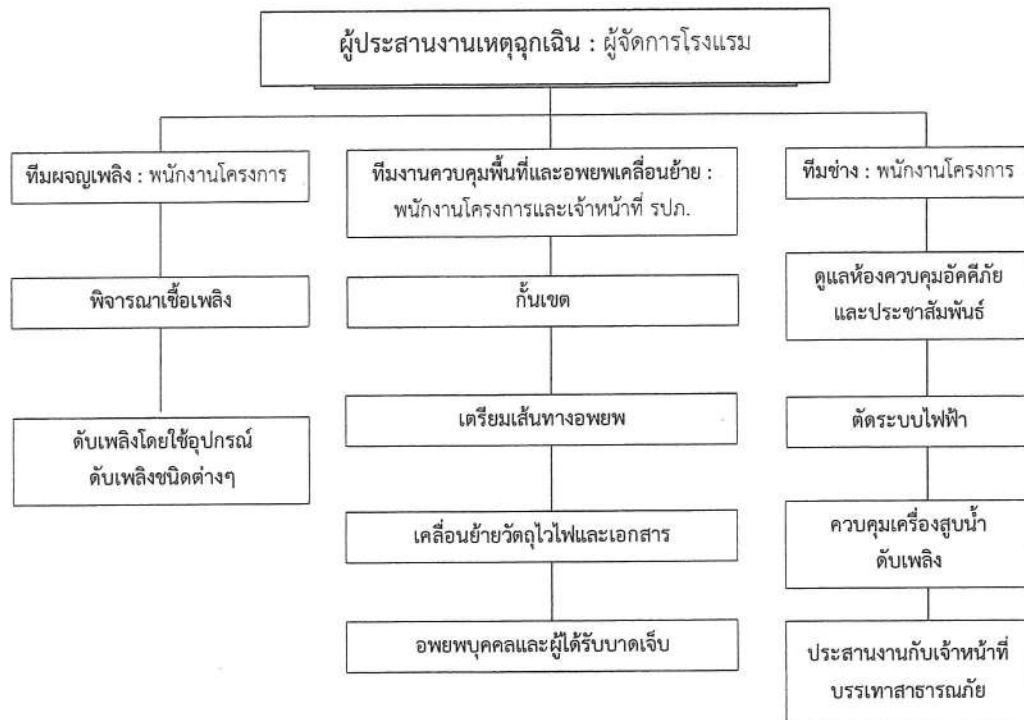 ผู้ประสานงานเหตุฉุกเฉิน : ผู้จัดการโรงแรม
ทีมผจญเพลิง : พนักงานโครงการ
พิจารณาเชื้อเพลิง
ดับเพลิงโดยใช้อุปกรณ์
ดับเพลิงชนิดต่างๆ
ทีมงานควบคุมพื้นที่และอพยพเคลื่อนย้าย :
พนักงานโครงการและเจ้าหน้าที่ รปภ.
กั้นเขต
เตรียมเส้นทางอพยพ
เคลื่อนย้ายวัตถุไวไฟและเอกสาร
อพยพบุคคลและผู้ได้รับบาดเจ็บ
ทีมช่าง : พนักงานโครงการ
ดูแลห้องควบคุมอัคคีภัย
และประชาสัมพันธ์
ตัดระบบไฟฟ้า
ควบคุมเครื่องสูบน้ำ
ดับเพลิง
ประสานงานกับเจ้าหน้าที่
บรรเทาสาธารณภัย